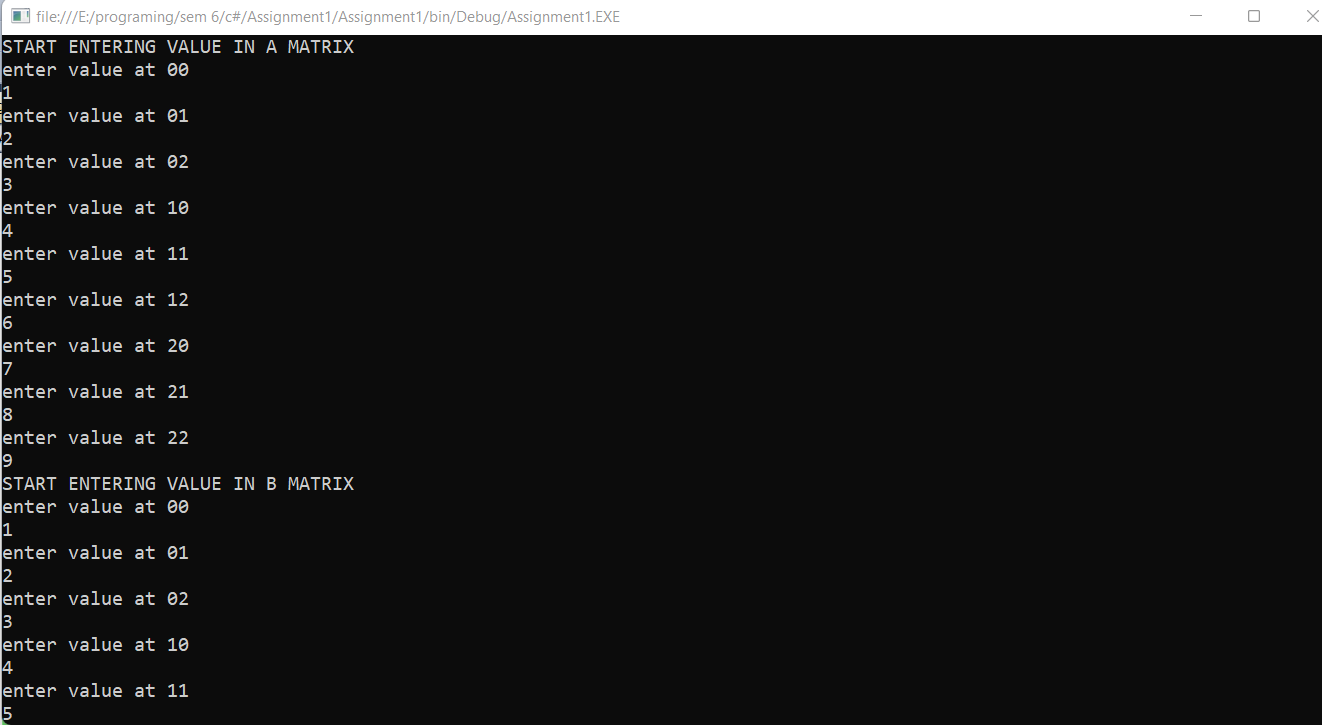 file:///E:/programing/sem 6/c#/Assignment1/Assignment1/bin/Debug/Assignment1.EXE
START ENTERING VALUE IN A MATRIX
enter value at 00
1
enter value at 01
2
enter value at 02
3
enter value at 10
4
enter value at 11
5
enter value at 12
6
enter value at 20
7
enter value at 21
8
enter value at 22
9
START ENTERING VALUE IN B MATRIX
enter value at 00
1
enter value at 01
2
enter value at 02
3
enter value at 10
4
enter value at 11
5